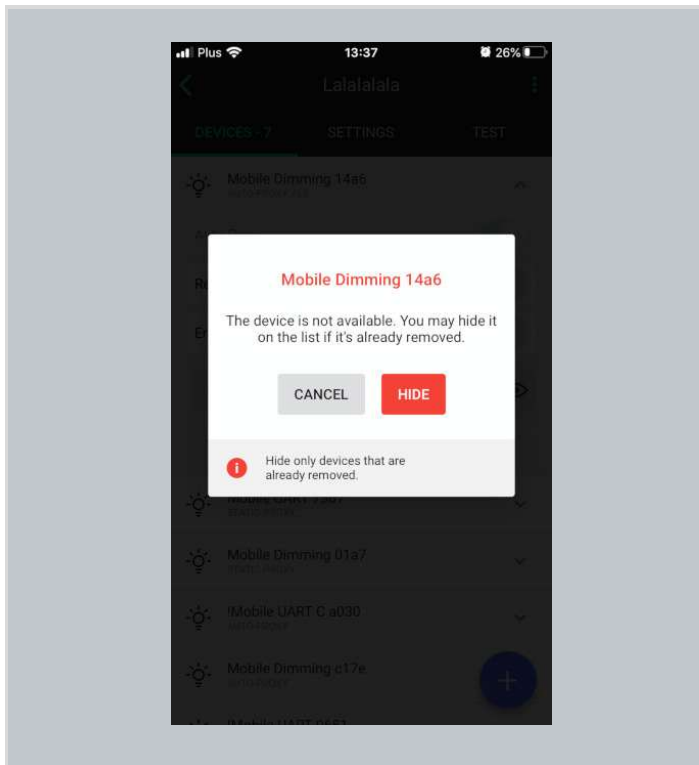 Plus 13:37 26%
Lalalalala
DEVICES - 7 SETTINGS TEST
Mobile Dimming 14a6
Mobile Dimming 14a6
The device is not available. You may hide it
on the list if it's already removed.
CANCEL HIDE
Hide only devices that are
already removed.
Mobile Dimming 01a7
!Mobile UART C a030
Mobile Dimming c17e